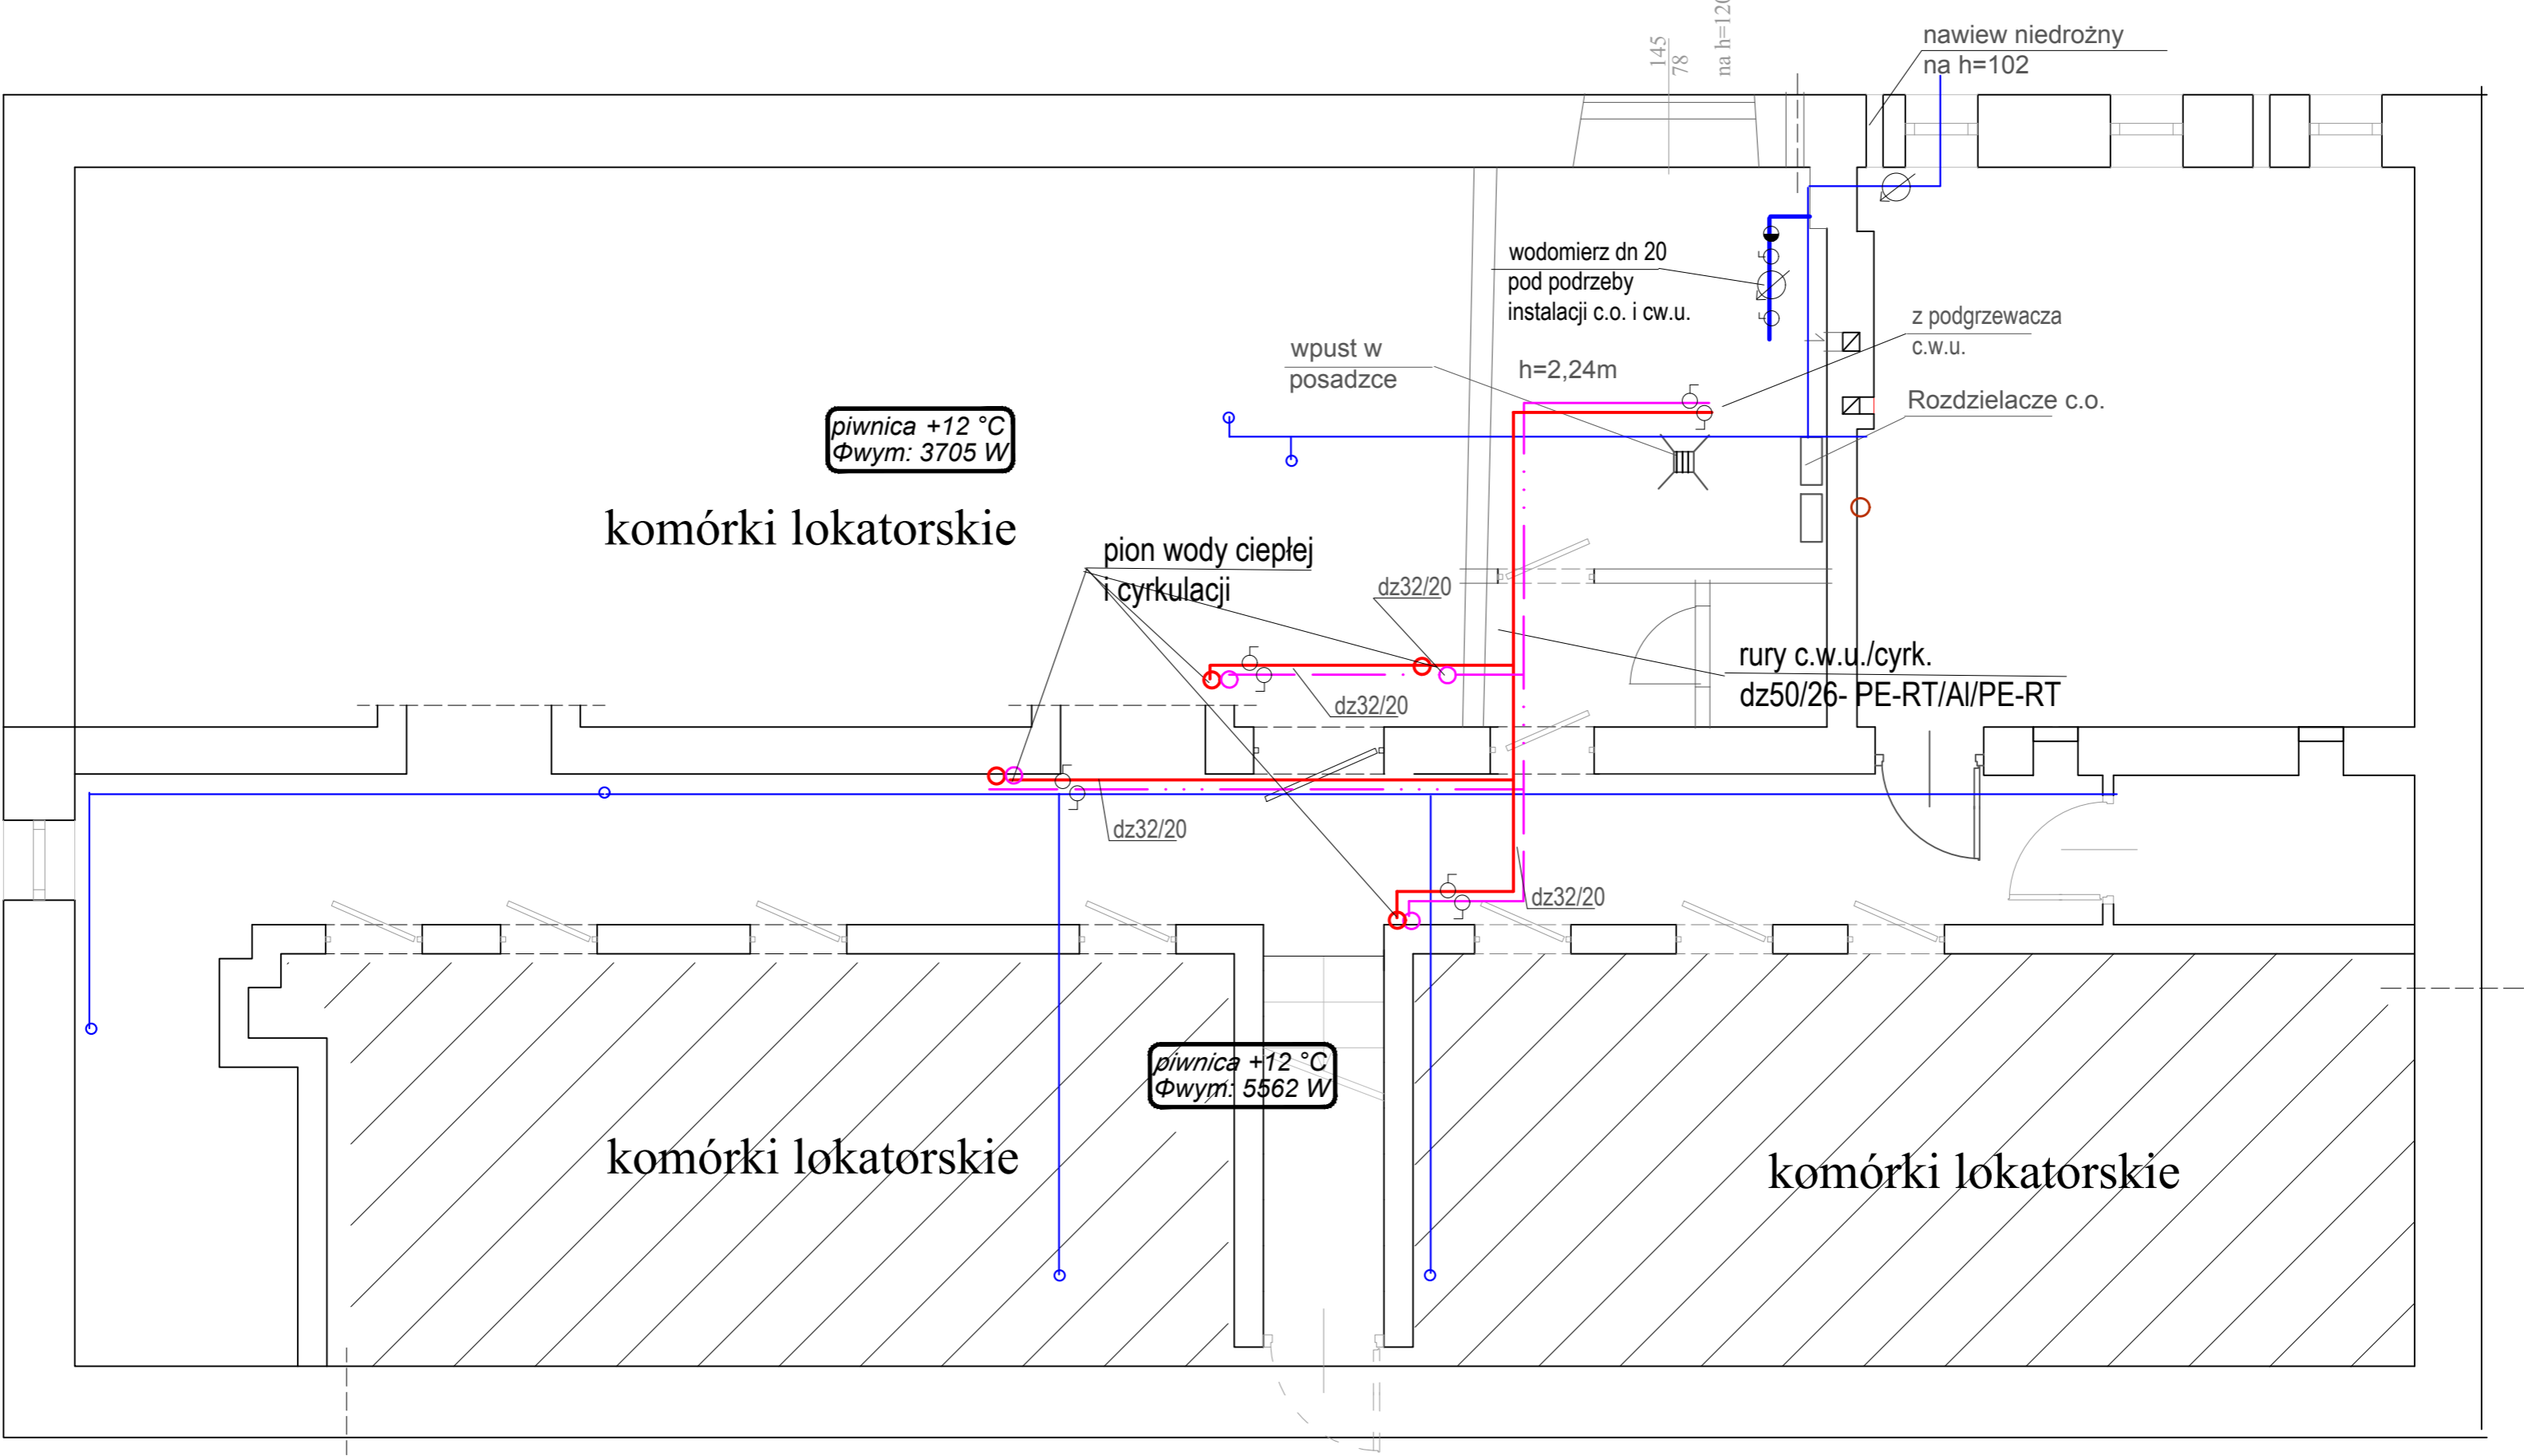 145
78
na h=120
nawiew niedrożny
na h=102
wodomierz dn 20
pod podrzeby
instalacji c.o. i cw.u.
z podgrzewacza
c.w.u.
wpust w
posadzce
h=2,24m
Rozdzielacze c.o.
piwnica +12 °C
Φwym: 3705 W
komórki lokatorskie
pion wody ciepłej
i cyrkulacji
dz32/20
rury c.w.u./cyrk.
dz50/26- PE-RT/Al/PE-RT
dz32/20
dz32/20
dz32/20
piwnica +12 °C
Φwym: 5562 W
komórki lokatorskie
komórki lokatorskie